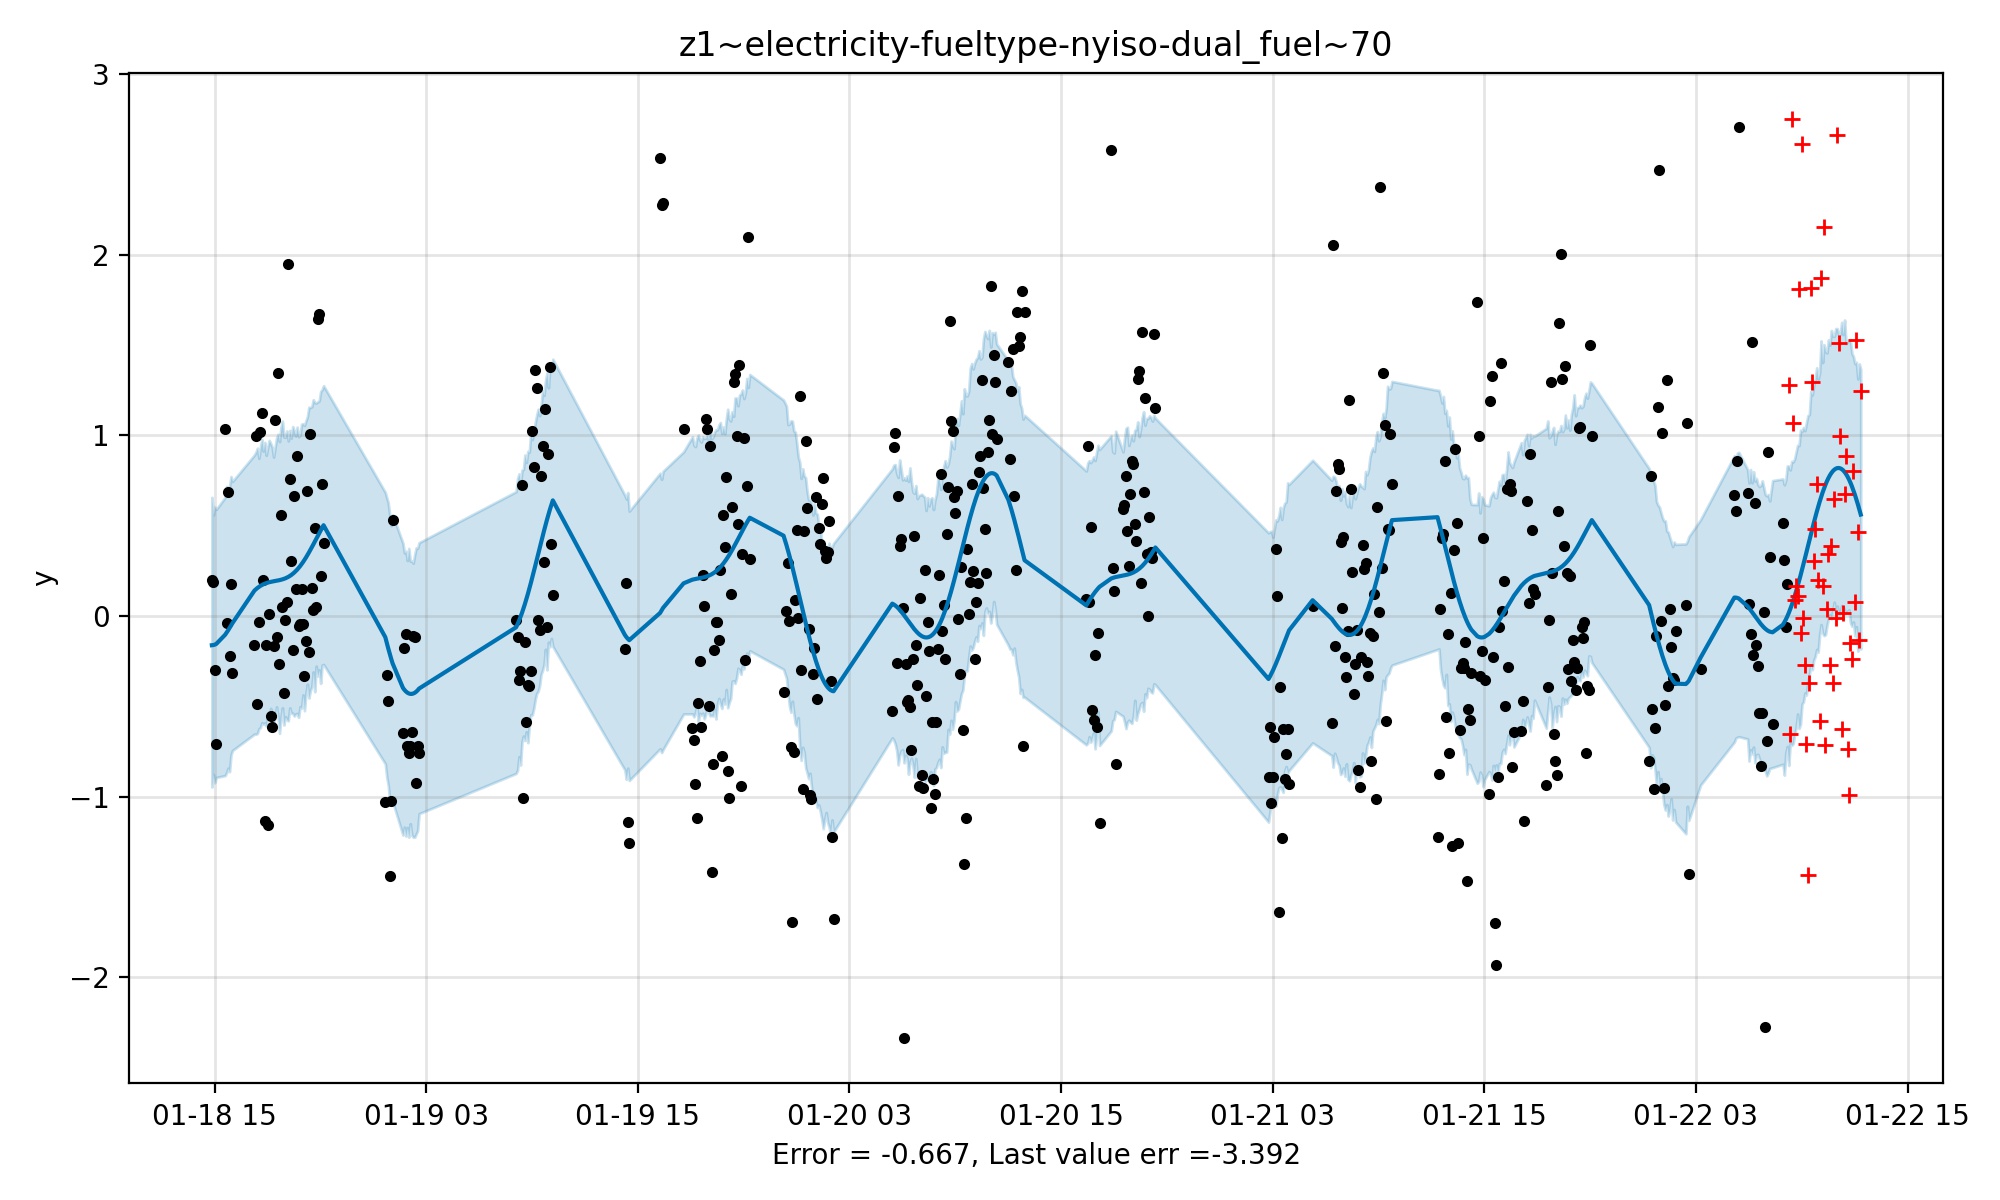 z1~electricity-fueltype-nyiso-dual_fuel~70
3
2
1
0
−1
−2
y
01-18 15 01-19 03 01-19 15 01-20 03 01-20 15 01-21 03 01-21 15 01-22 03 01-22 15
Error = -0.667, Last value err =-3.392